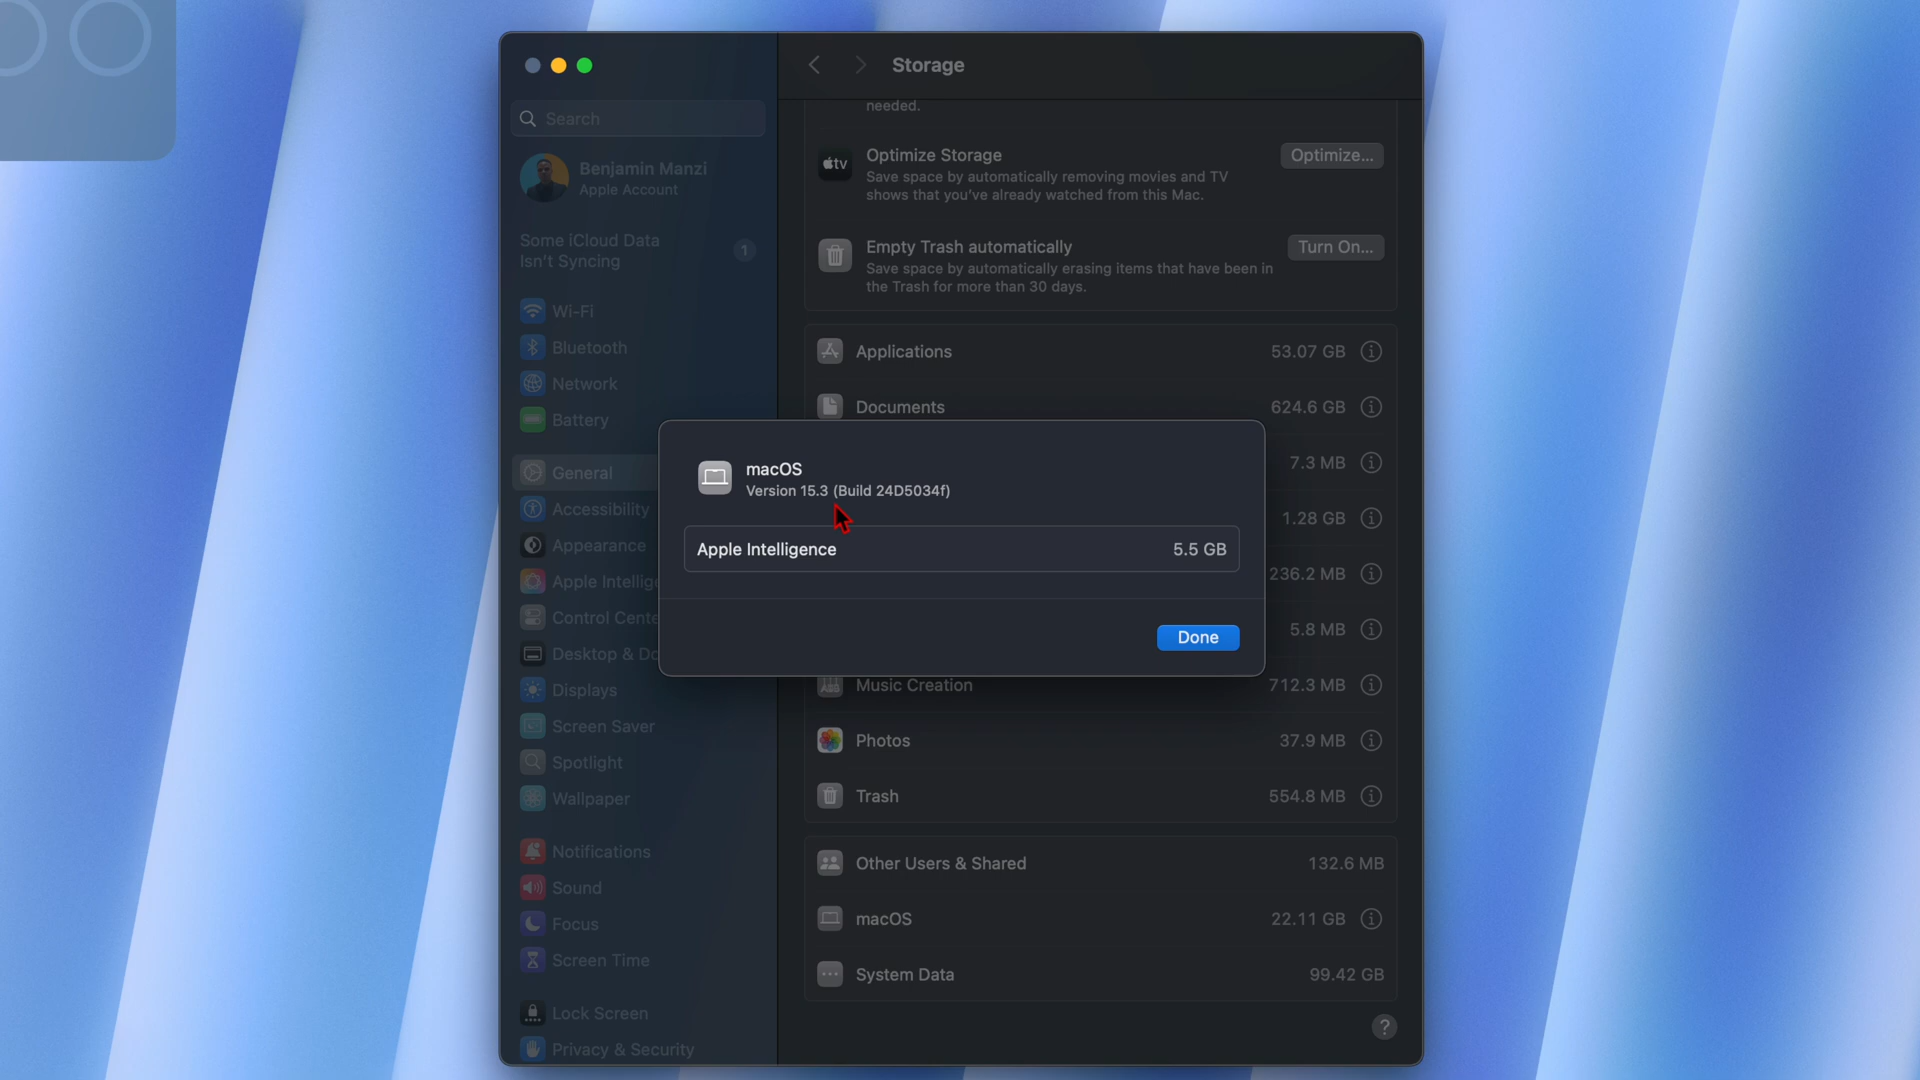 Storage
Search
Benjamin Manzi
Apple Account
Some iCloud Data
Isn't Syncing
1
Wi-Fi
Bluetooth
Network
Battery
General
Accessibility
Appearance
Apple Intellige
Control Cente
Desktop & Do
Displays
Screen Saver
Spotlight
Wallpaper
Notifications
Sound
Focus
Screen Time
Lock Screen
Privacy & Security
needed.
tv
Optimize Storage
Optimize...
Save space by automatically removing movies and TV
shows that you've already watched from this Mac.
Empty Trash automatically
Turn On...
Save space by automatically erasing items that have been in
the Trash for more than 30 days.
Applications 53.07 GB
Documents 624.6 GB
7.3 MB
1.28 GB
236.2 MB
5.8 MB
macOS
Version 15.3 (Build 24D5034f)
Apple Intelligence 5.5 GB
Done
Music Creation 712.3 MB
Photos 37.9 MB
Trash 554.8 MB
Other Users & Shared 132.6 MB
macOS 22.11 GB
System Data 99.42 GB
?